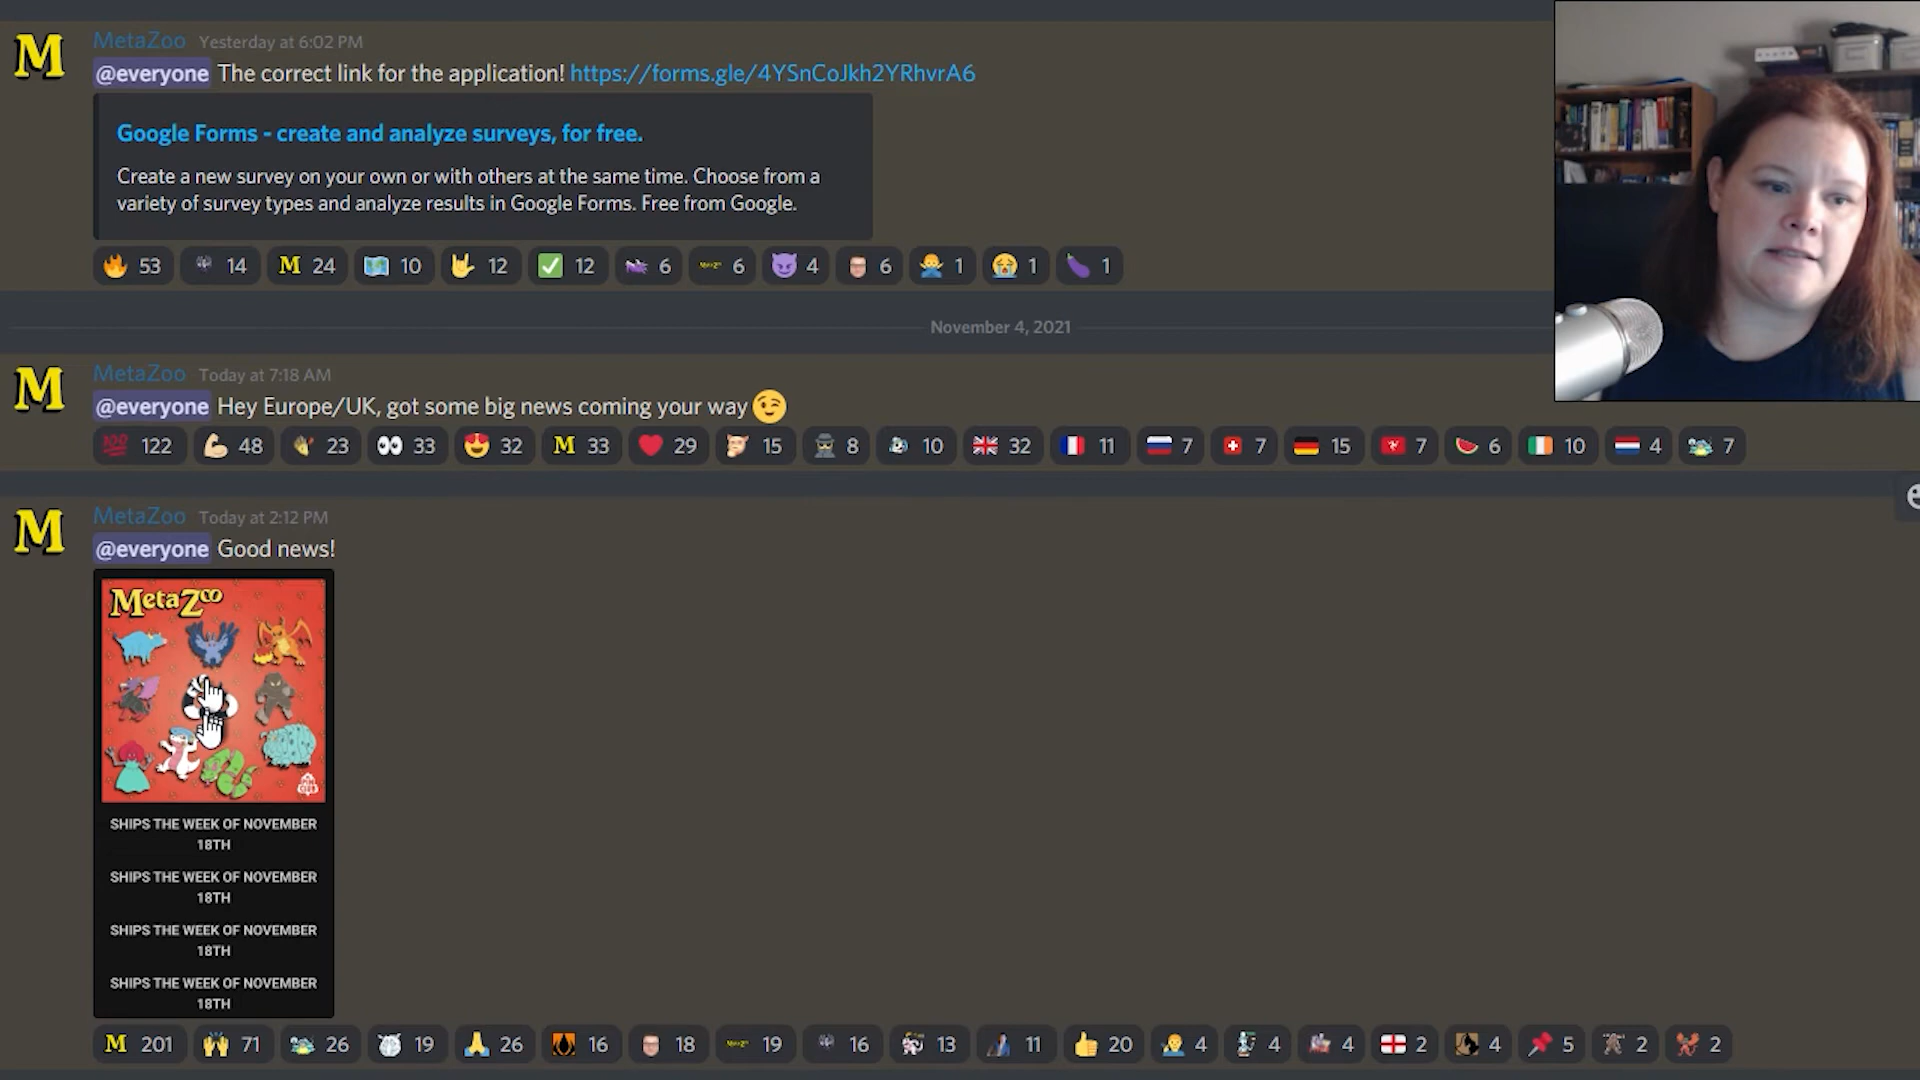 MetaZoo Yesterday at 6:02 PM
@everyone The correct link for the application! https://forms.gle/4YSnCoJkh2YRhvrA6
Google Forms - create and analyze surveys, for free.
Create a new survey on your own or with others at the same time. Choose from a
variety of survey types and analyze results in Google Forms. Free from Google.
53 14 M 24 10 12 12 6 6 4 6 1 1 1
November 4, 2021
MetaZoo Today at 7:18 AM
@everyone Hey Europe/UK, got some big news coming your way
100 122 48 23 33 32 M 33 29 15 8 10 32 11 7 7 15 7 6 10 4 7
MetaZoo Today at 2:12 PM
@everyone Good news!
MetaZoo
SHIPS THE WEEK OF NOVEMBER
18TH
SHIPS THE WEEK OF NOVEMBER
18TH
SHIPS THE WEEK OF NOVEMBER
18TH
SHIPS THE WEEK OF NOVEMBER
18TH
M 201 71 26 19 26 16 18 19 16 13 11 20 4 4 4 2 4 5 2 2